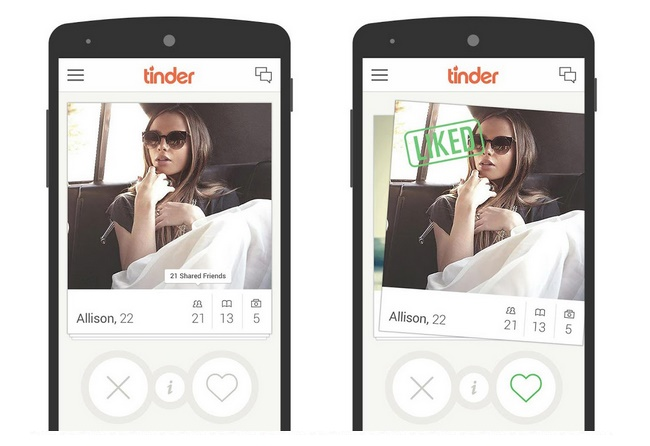 tinder
21 Shared Friends
Allison, 22
21
13
5
tinder
LIKED
Allison, 22
21
13
5